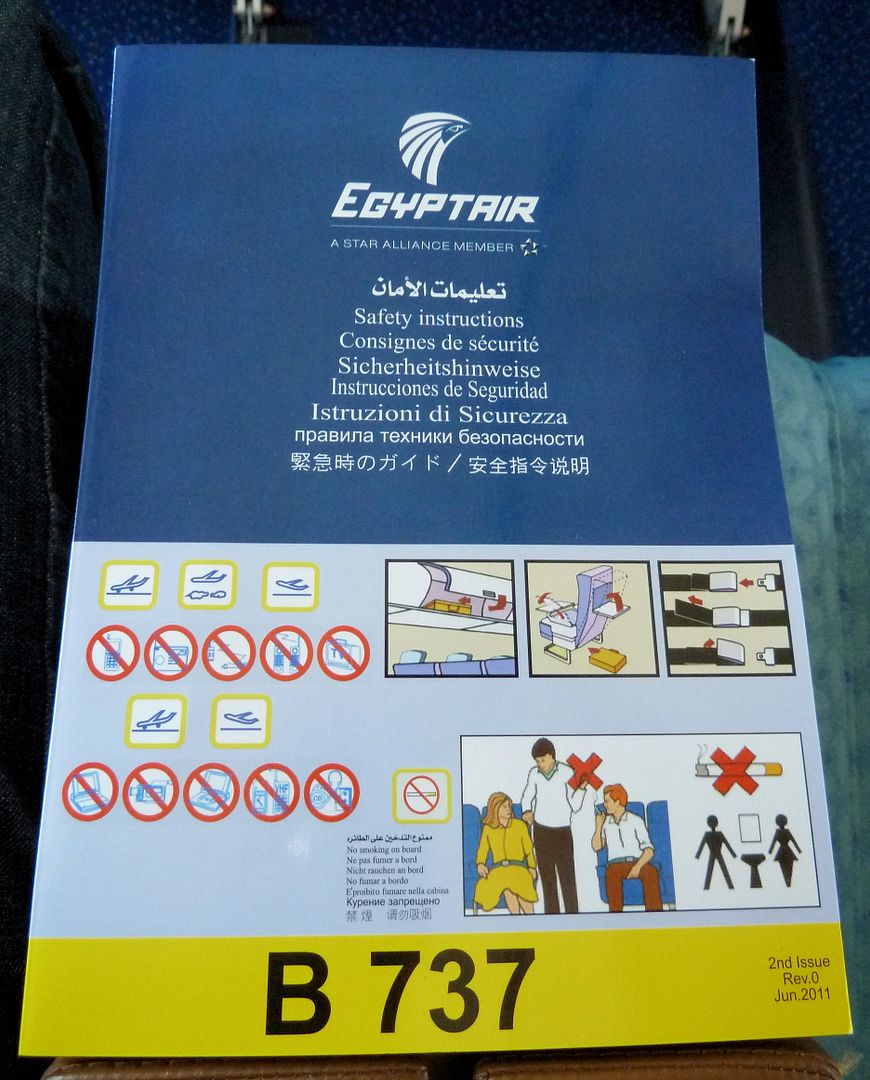 EGYPTAIR
A STAR ALLIANCE MEMBER
تعليمات الأمان
Safety instructions
Consignes de sécurité
Sicherheitshinweise
Instrucciones de Seguridad
Istruzioni di Sicurezza
правила техники безопасности
緊急時のガイド / 安全指令说明
VHF
CD
ممنوع التدخين على الطائره
No smoking on board
Ne pas fumer a bord
Nicht rauchen an bord
No fumar a bordo
E'proibito fumare nella cabina
Курение запрещено
禁煙 请勿吸烟
B 737
2nd Issue
Rev.0
Jun.2011